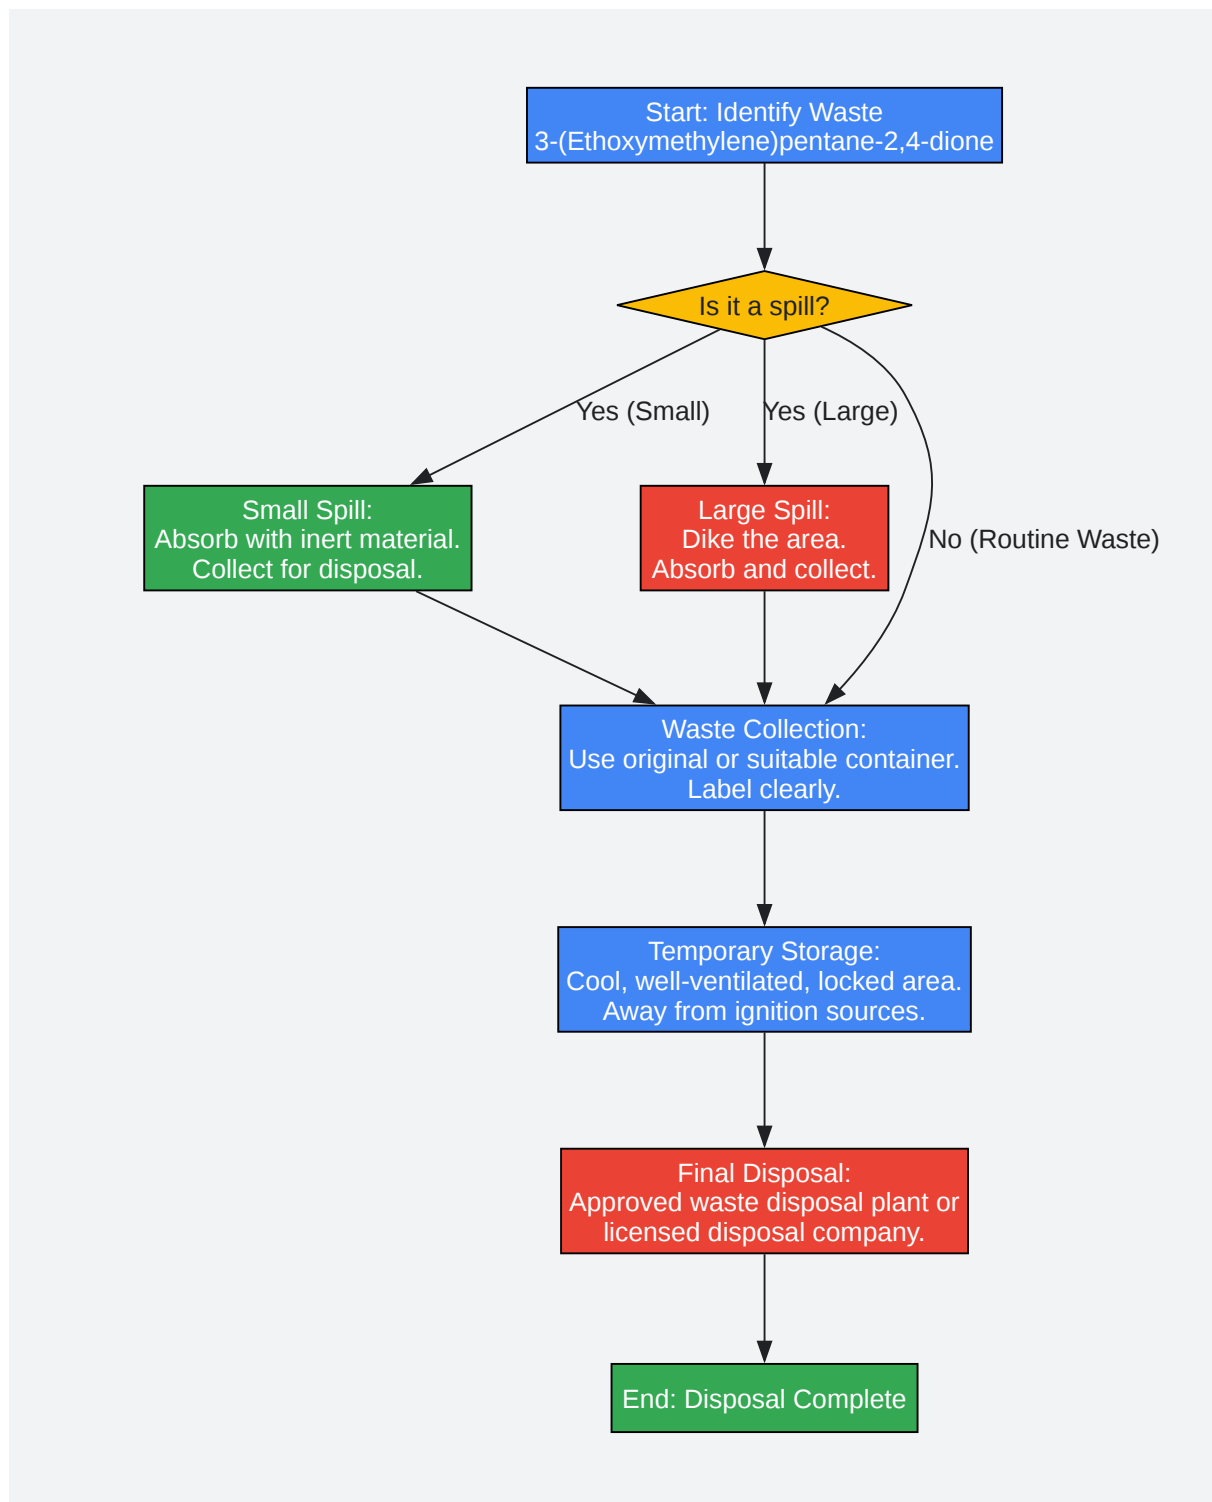 Start: Identify Waste
3-(Ethoxymethylene)pentane-2,4-dione
Is it a spill?
Yes (Small)
Yes (Large)
Small Spill:
Absorb with inert material.
Collect for disposal.
Large Spill:
Dike the area.
Absorb and collect.
No (Routine Waste)
Waste Collection:
Use original or suitable container.
Label clearly.
Temporary Storage:
Cool, well-ventilated, locked area.
Away from ignition sources.
Final Disposal:
Approved waste disposal plant or
licensed disposal company.
End: Disposal Complete